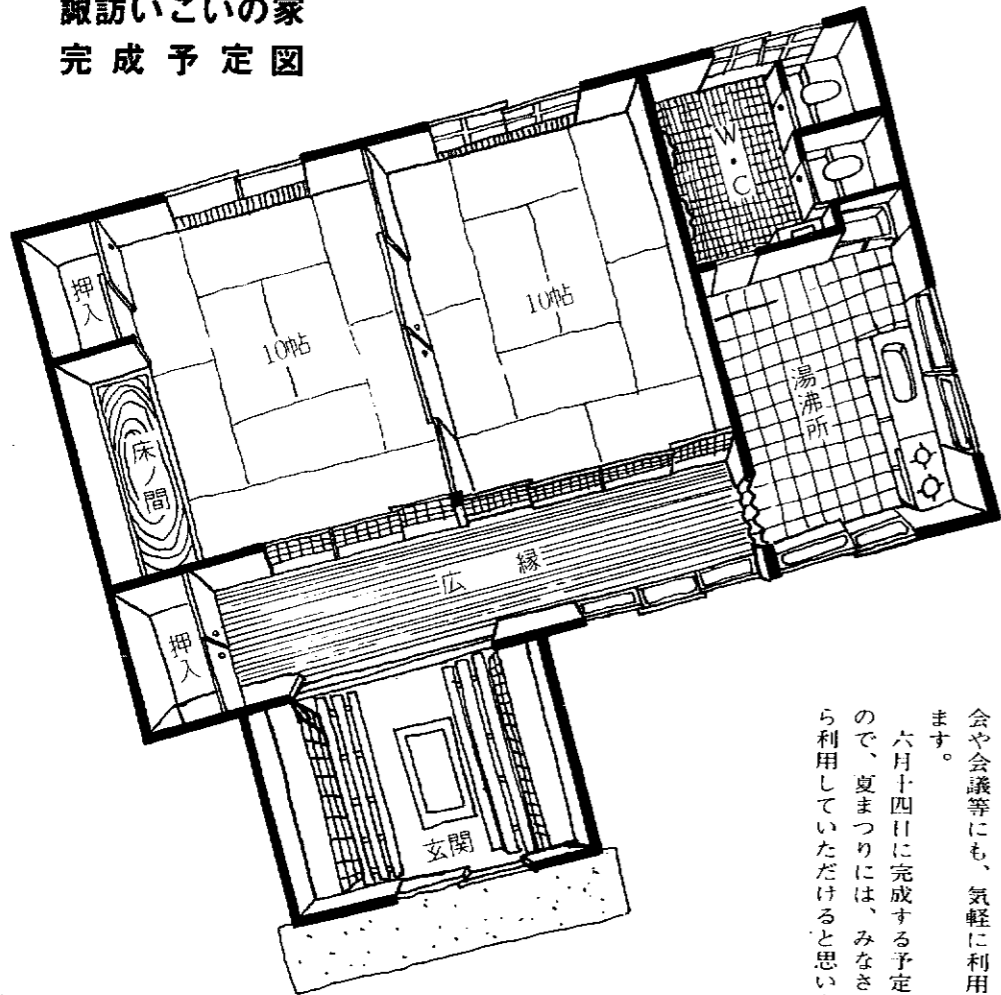 諏訪いこいの家
完成予定図
W・C
押入
10帖
10帖
湯沸所
床ノ間
広縁
押入
玄関
会や会議等にも、気軽に利用
ます。
六月十四日に完成する予定
ので、夏まつりには、みなさ
ら利用していただけると思い